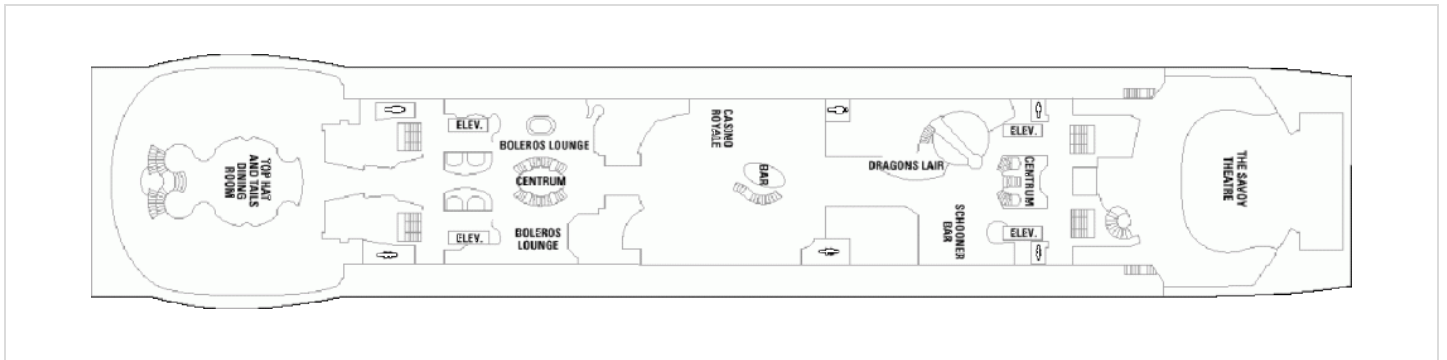 TOP HAT
AND TAILS
DINING
ROOM
ELEV.
BOLEROS LOUNGE
CENTRUM
BOLEROS
LOUNGE
ELEV.
CASINO
ROYALE
BAR
DRAGONS LAIR
SCHOONER
BAR
ELEV.
CEMTRUM
ELEV.
THE SAVOY
THEATRE